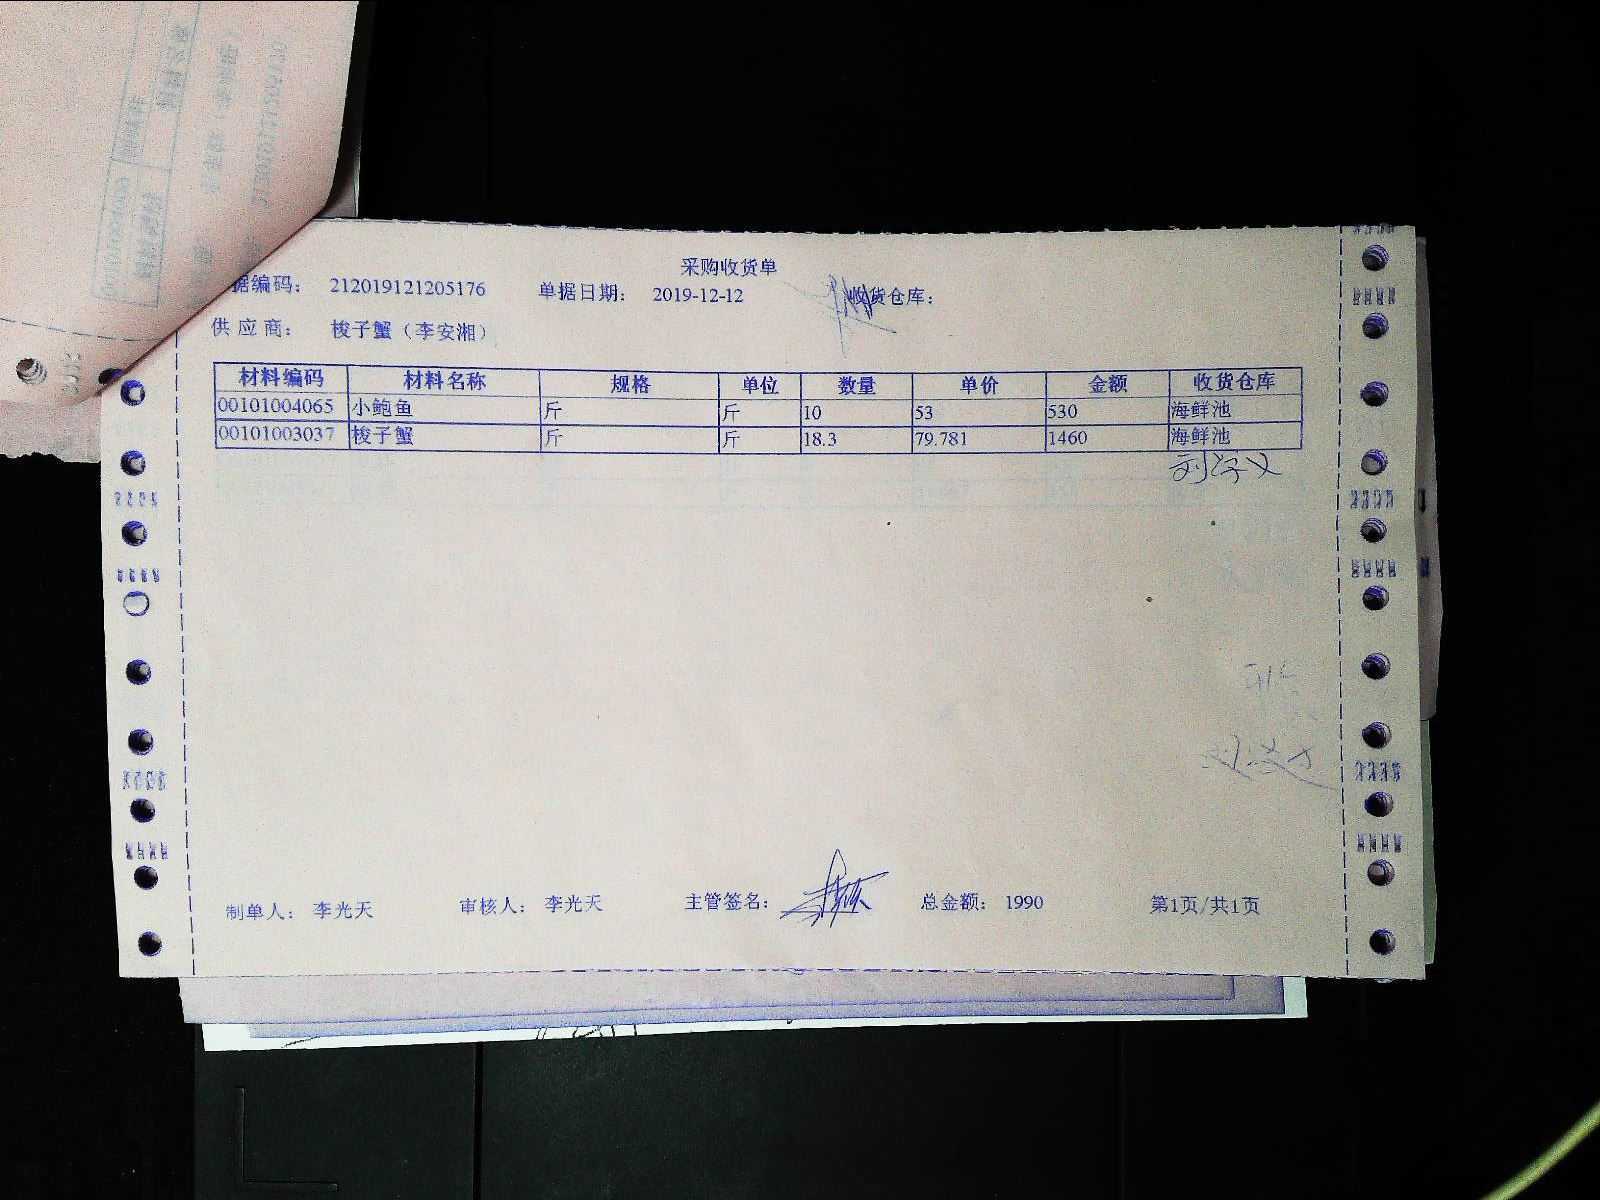 采购收货单
据编码: 212019121205176 单据日期: 2019-12-12 收货仓库:
供应商: 梭子蟹（李安湘）
材料编码 材料名称 规格 单位 数量 单价 金额 收货仓库
00101004065 小鲍鱼 斤 斤 10 53 530 海鲜池
00101003037 梭子蟹 斤 斤 18.3 79.781 1460 海鲜池
制单人: 李光天 审核人: 李光天 主管签名: 总金额: 1990 第1页/共1页